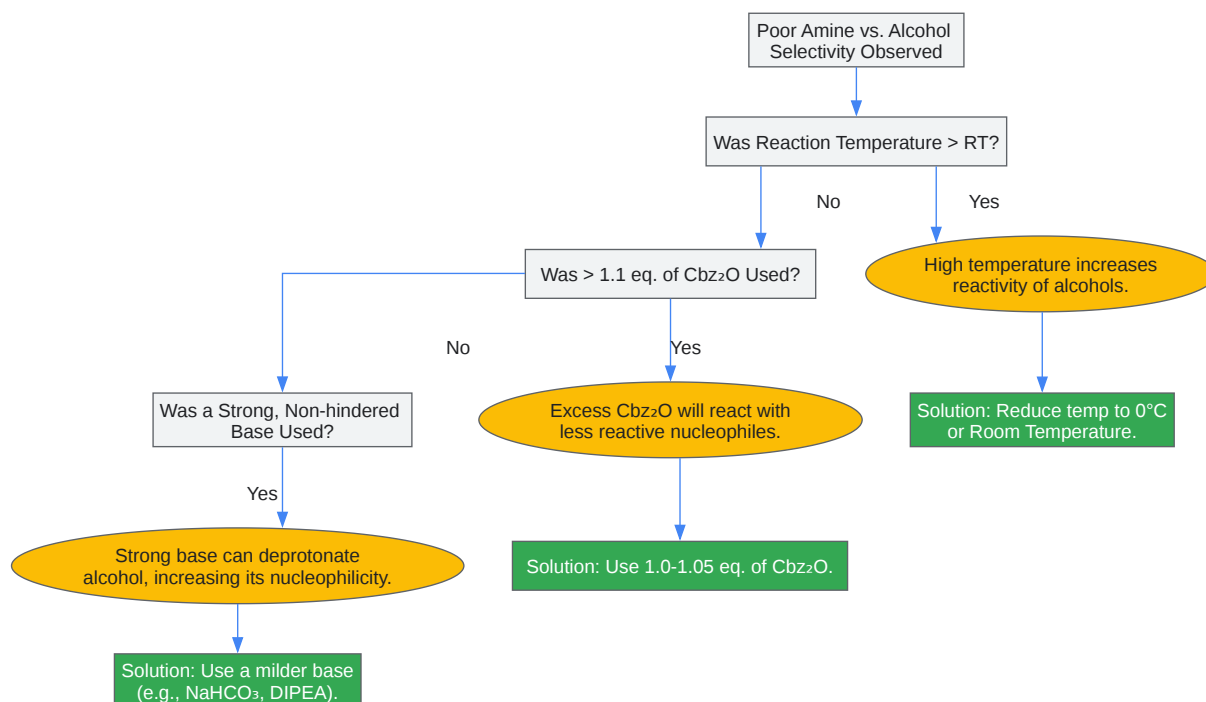 Poor Amine vs. Alcohol
Selectivity Observed
Was Reaction Temperature > RT?
No
Yes
High temperature increases
reactivity of alcohols.
Was > 1.1 eq. of Cbz₂O Used?
No
Yes
Was a Strong, Non-hindered
Base Used?
Excess Cbz₂O will react with
less reactive nucleophiles.
Solution: Reduce temp to 0°C
or Room Temperature.
Yes
Strong base can deprotonate
alcohol, increasing its nucleophilicity.
Solution: Use 1.0-1.05 eq. of Cbz₂O.
Solution: Use a milder base
(e.g., NaHCO₃, DIPEA).